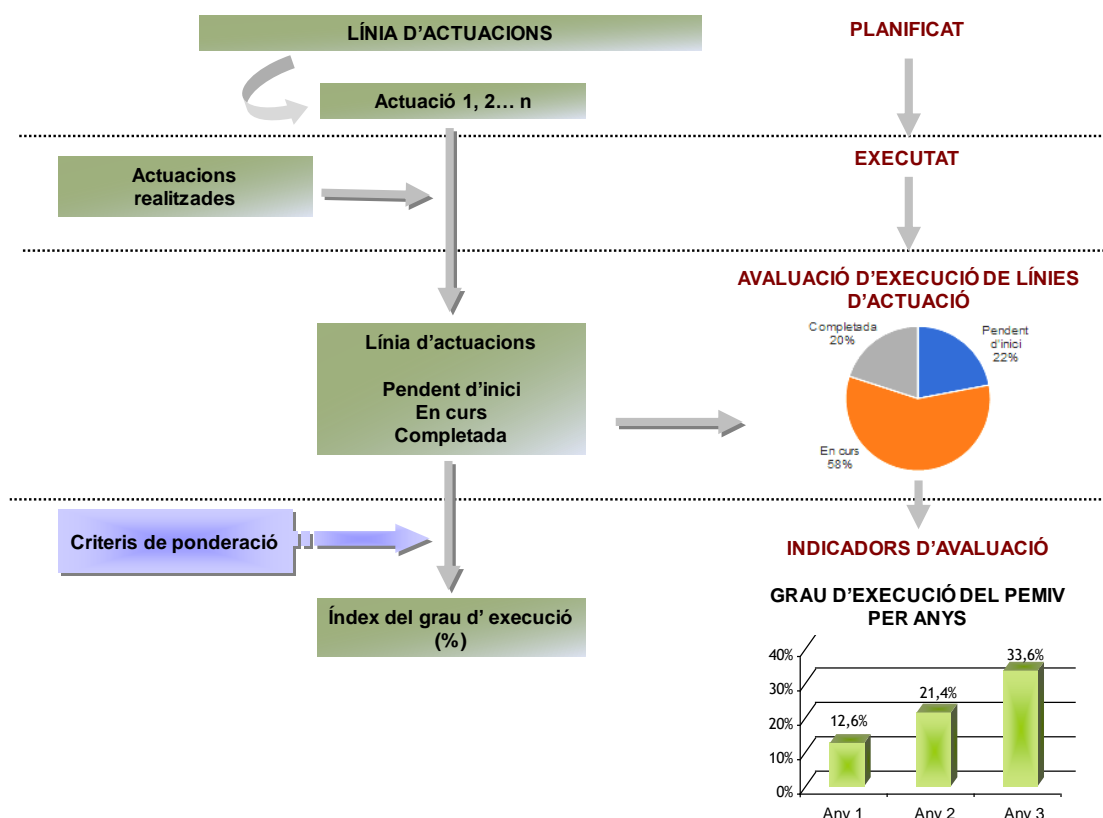 LÍNIA D’ACTUACIONS
PLANIFICAT
Actuació 1, 2… n
EXECUTAT
Actuacions
realitzades
AVALUACIÓ D’EXECUCIÓ DE LÍNIES
D’ACTUACIÓ
Línia d’actuacions
Pendent d’inici
En curs
Completada
Completada
20%
Pendent
d'inici
22%
En curs
58%
Criteris de ponderació
INDICADORS D’AVALUACIÓ
Índex del grau d’ execució
(%)
GRAU D’EXECUCIÓ DEL PEMIV
PER ANYS
40%
30%
20%
10%
0%
12,6%
21,4%
33,6%
Any 1
Any 2
Any 3